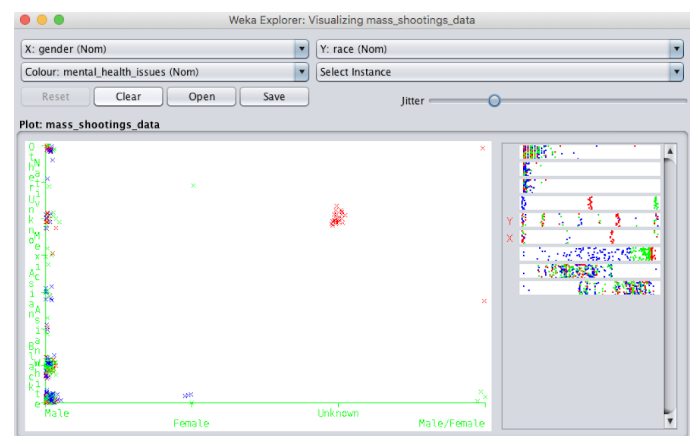 Weka Explorer: Visualizing mass_shootings_data
X: gender (Nom) Y: race (Nom)
Colour: mental_health_issues (Nom) Select Instance
Reset Clear Open Save Jitter
Plot: mass_shootings_data
Y
X
Male Female Unknown Male/Female